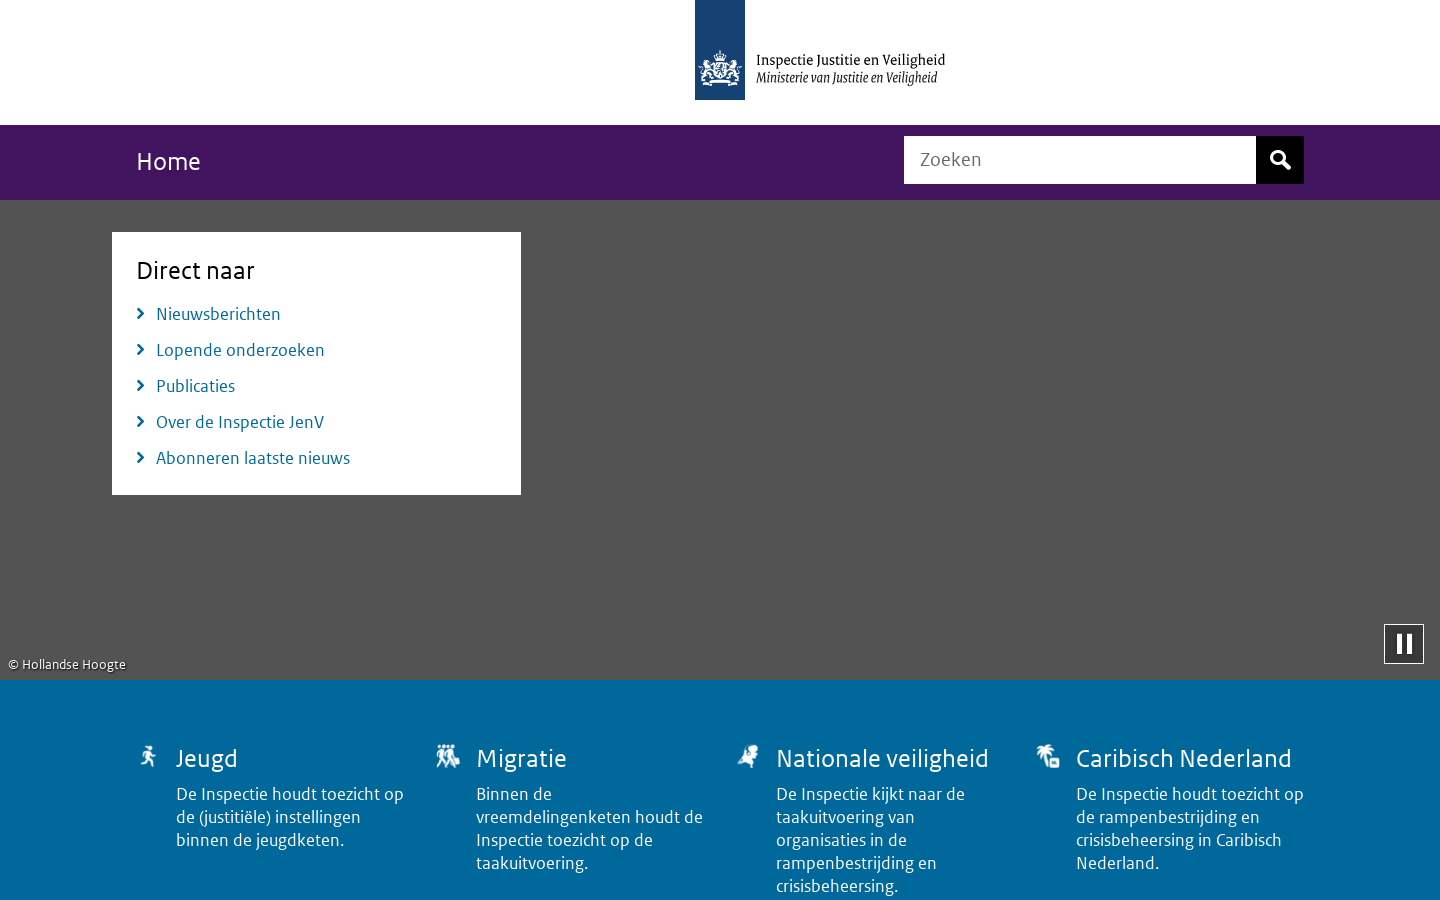 Inspectie Justitie en Veiligheid
Ministerie van Justitie en Veiligheid
Home
Zoeken
Direct naar
Nieuwsberichten
Lopende onderzoeken
Publicaties
Over de Inspectie JenV
Abonneren laatste nieuws
© Hollandse Hoogte
Jeugd
De Inspectie houdt toezicht op
de (justitiële) instellingen
binnen de jeugdketen.
Migratie
Binnen de
vreemdelingenketen houdt de
Inspectie toezicht op de
taakuitvoering.
Nationale veiligheid
De Inspectie kijkt naar de
taakuitvoering van
organisaties in de
rampenbestrijding en
crisisbeheersing.
Caribisch Nederland
De Inspectie houdt toezicht op
de rampenbestrijding en
crisisbeheersing in Caribisch
Nederland.